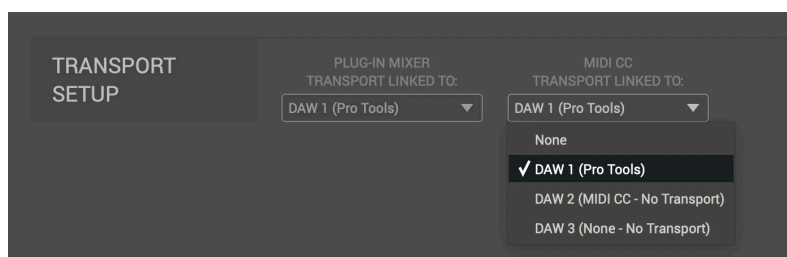 TRANSPORT
SETUP
PLUG-IN MIXER
TRANSPORT LINKED TO:
DAW 1 (Pro Tools)
MIDI CC
TRANSPORT LINKED TO:
DAW 1 (Pro Tools)
None
DAW 1 (Pro Tools)
DAW 2 (MIDI CC - No Transport)
DAW 3 (None - No Transport)